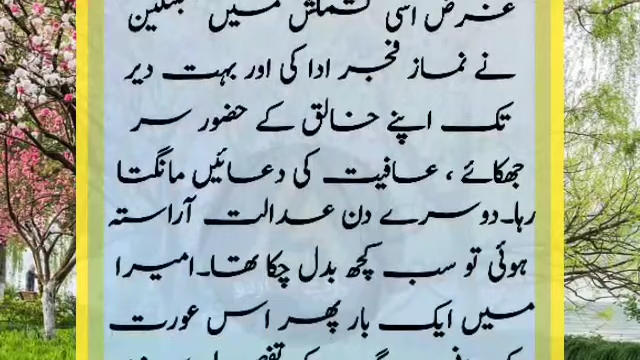 غرض اسی کشمکش میں سبکتگین
نے نماز فجر ادا کی اور بہت دیر
تک اپنے خالق کے حضور سر
جھکائے ، عافیت کی دعائیں مانگتا
رہا۔دوسرے دن عدالت آراستہ
ہوئی تو سب کچھ بدل چکا تھا۔امیرا
میں ایک بار پھر اس عورت